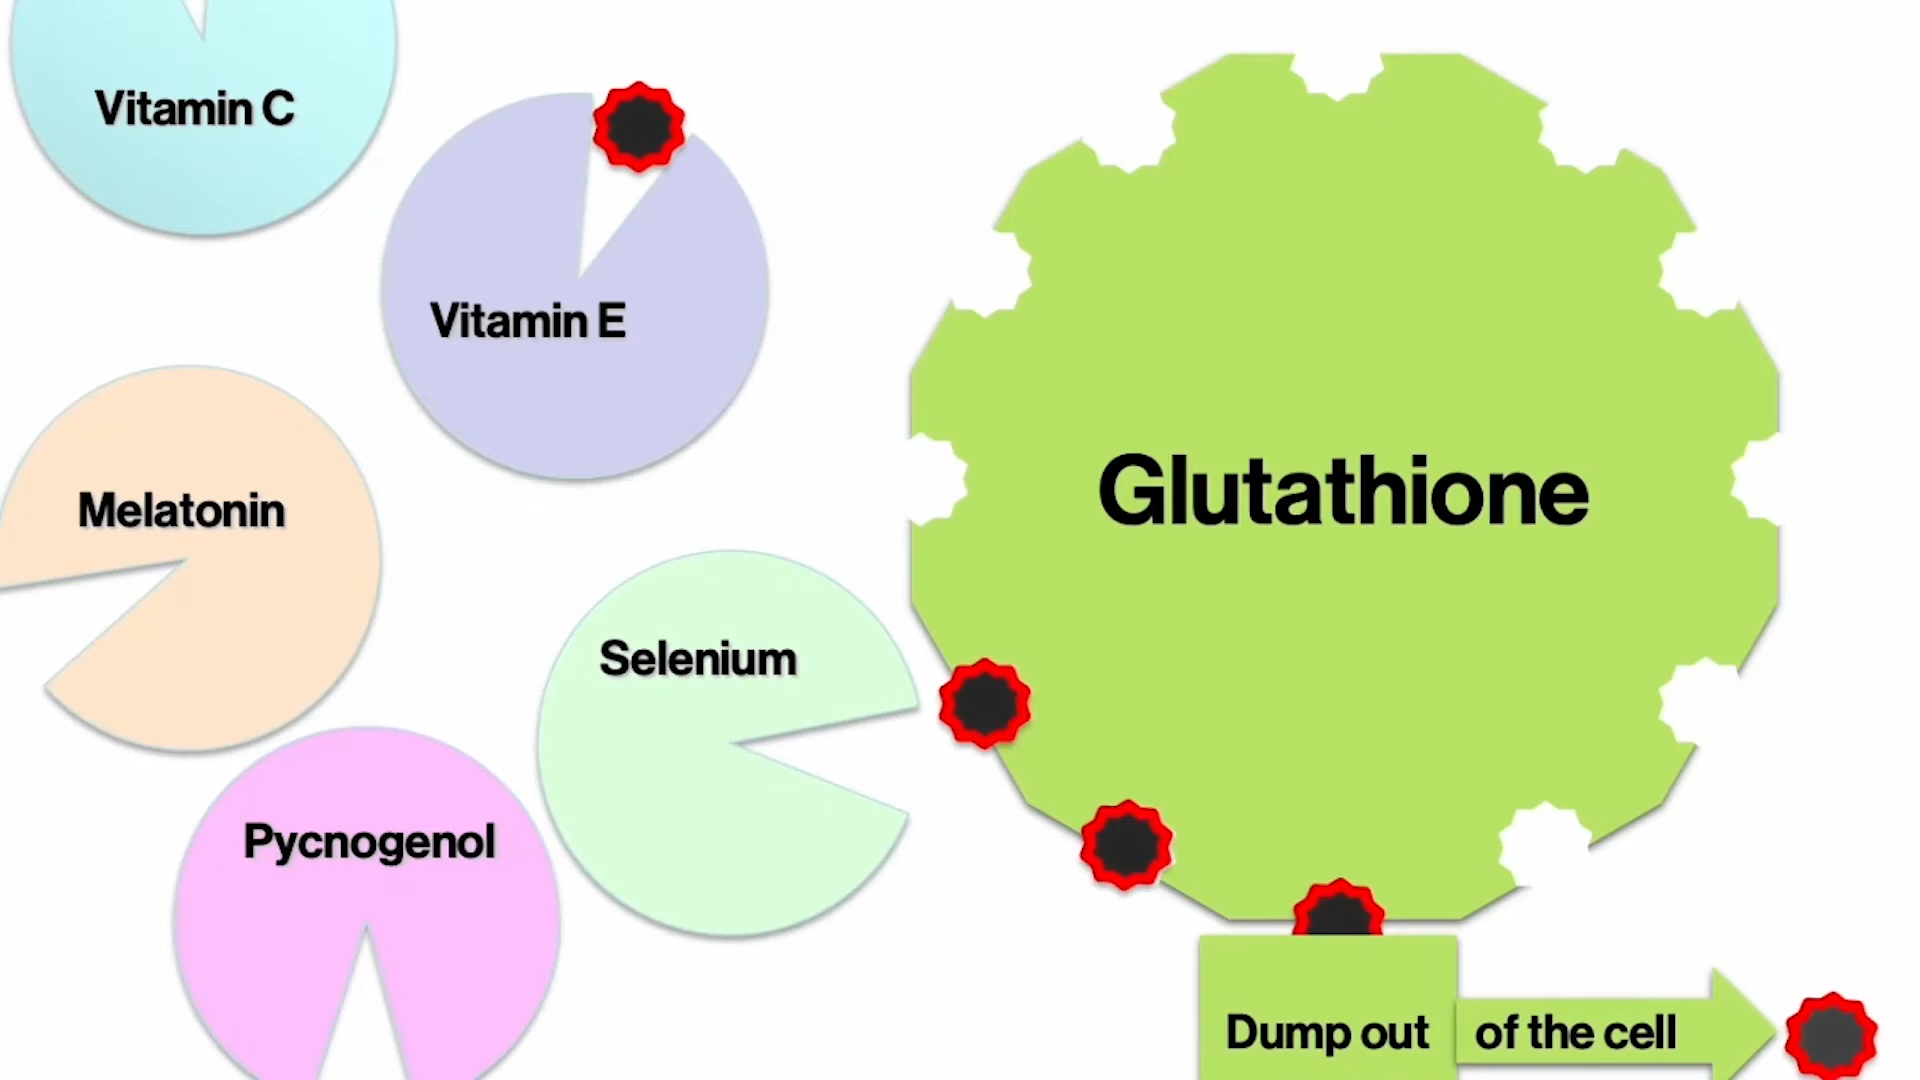 Vitamin C
Vitamin E
Melatonin
Glutathione
Selenium
Pycnogenol
Dump out of the cell